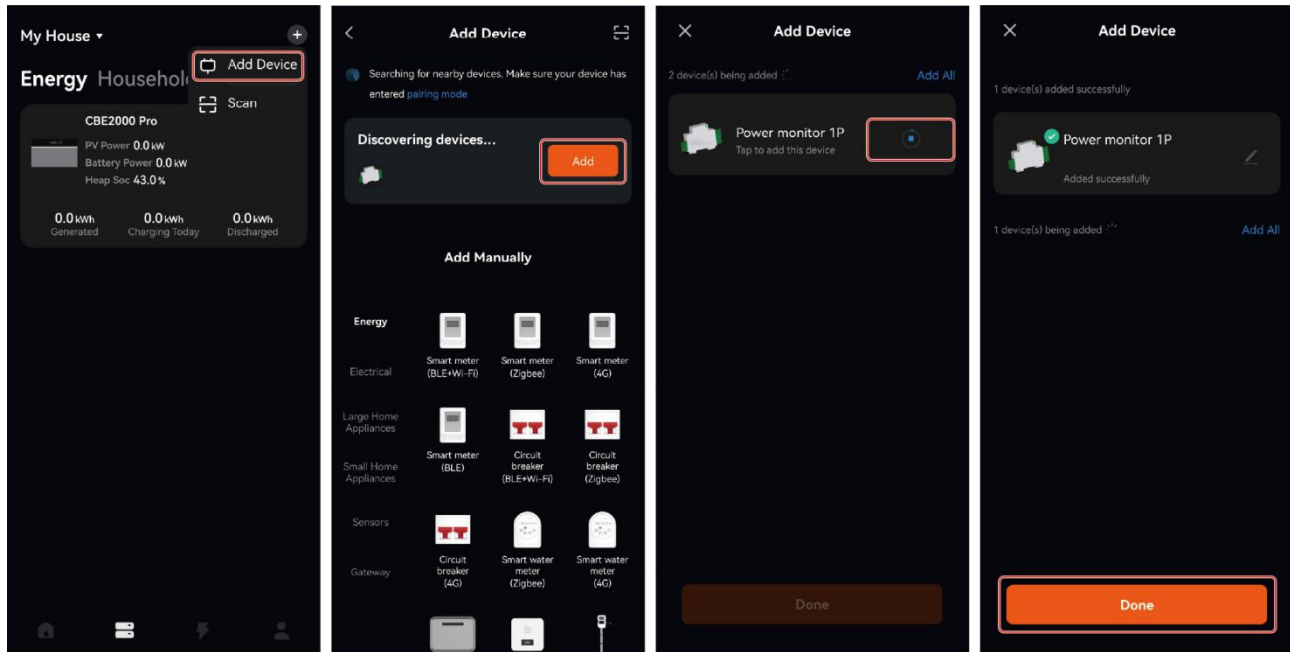 My House
+
Add Device
Scan
Energy Househol
CBE2000 Pro
PV Power 0.0 kW
Battery Power 0.0 kW
Heap Soc 43.0 %
0.0 kWh 0.0 kWh 0.0 kWh
Generated Charging Today Discharged
Add Device
Searching for nearby devices. Make sure your device has
entered pairing mode
Discovering devices...
Add
Add Manually
Energy
Electrical
Large Home
Appliances
Small Home
Appliances
Sensors
Gateway
Smart meter
(BLE+Wi-Fi)
Smart meter
(Zigbee)
Smart meter
(4G)
Smart meter
(BLE)
Circuit
breaker
(BLE+Wi-Fi)
Circuit
breaker
(Zigbee)
Circuit
breaker
(4G)
Smart water
meter
(Zigbee)
Smart water
meter
(4G)
Add Device
2 device(s) being added
Add All
Power monitor 1P
Tap to add this device
Done
Add Device
1 device(s) added successfully
Power monitor 1P
Added successfully
1 device(s) being added
Add All
Done